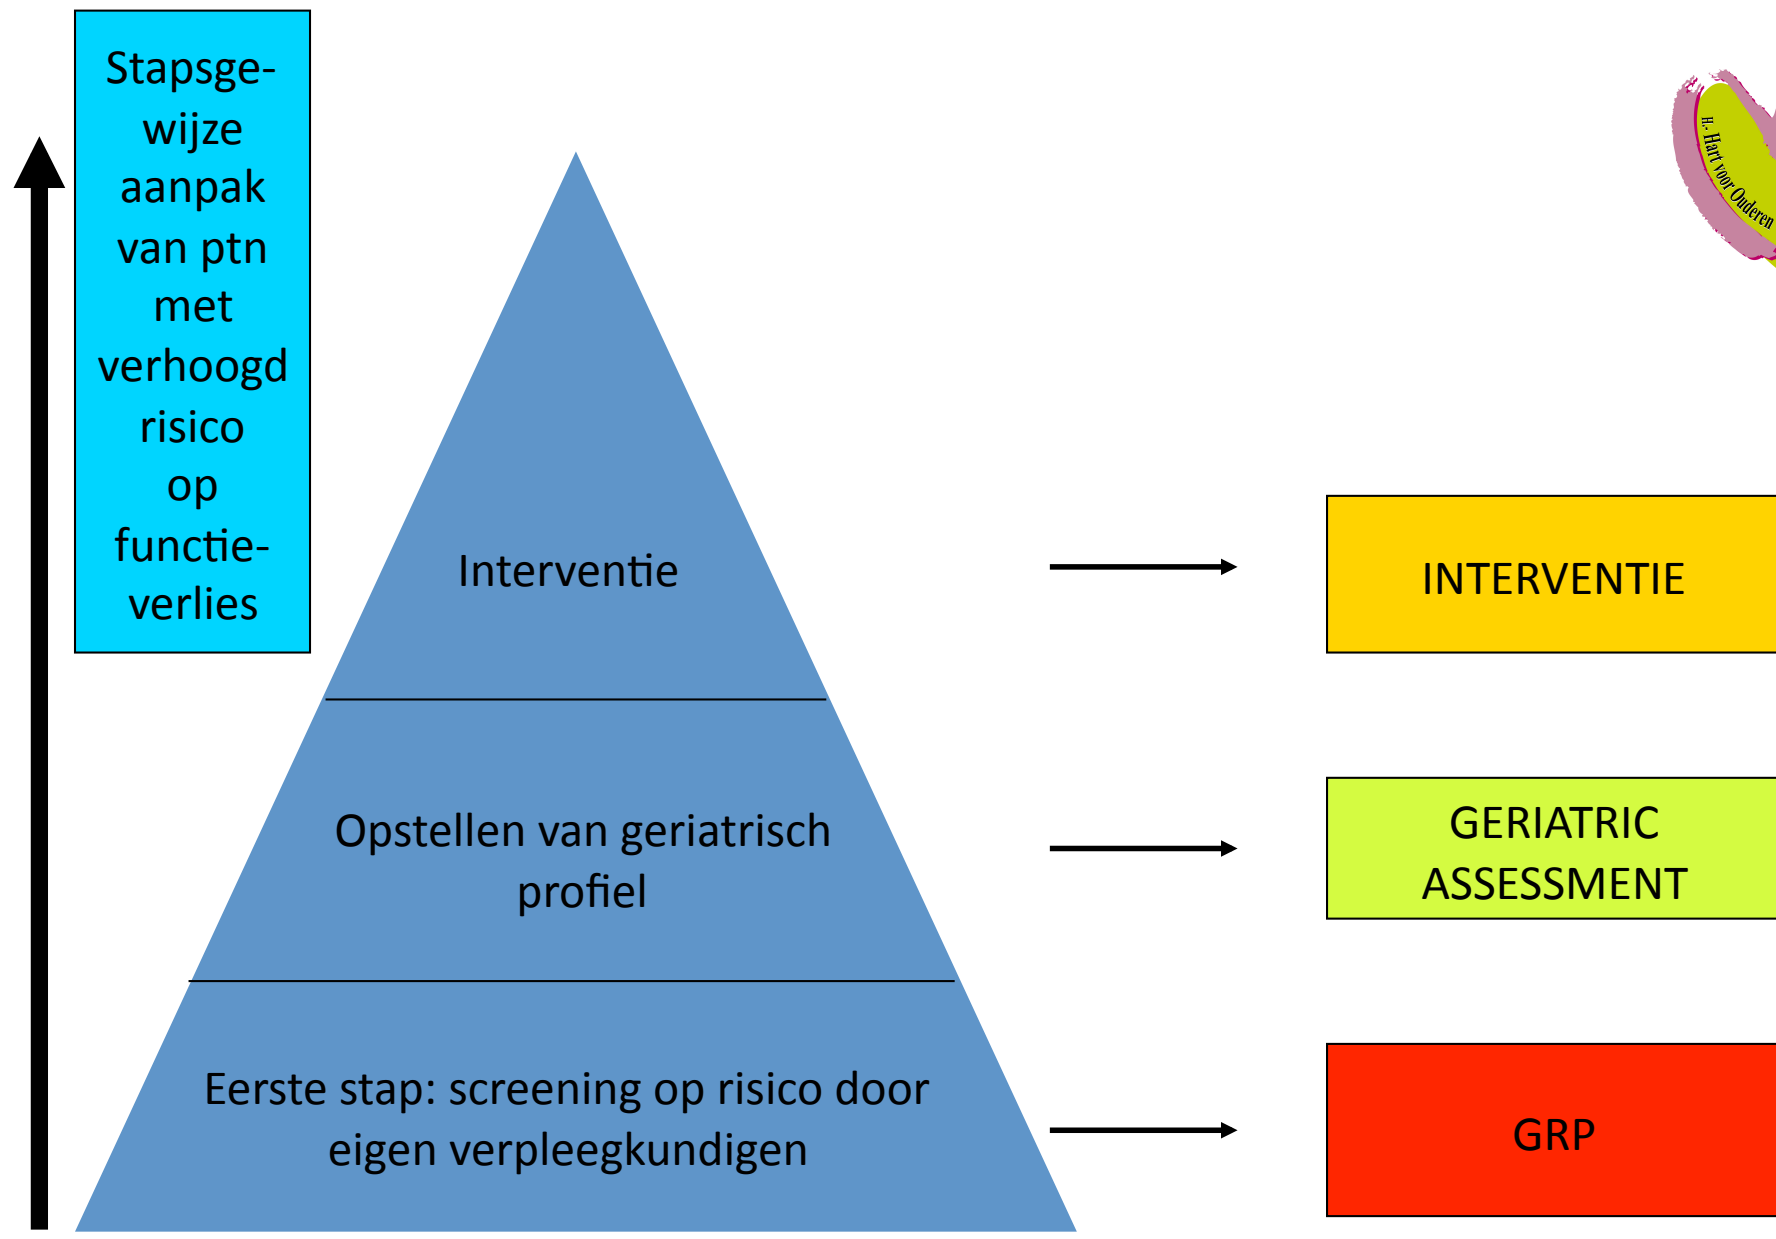 Stapsge-
wijze
aanpak
van ptn
met
verhoogd
risico
op
functie-
verlies
H.- Hart voor Ouderen
Interventie
INTERVENTIE
Opstellen van geriatrisch
profiel
GERIATRIC
ASSESSMENT
Eerste stap: screening op risico door
eigen verpleegkundigen
GRP